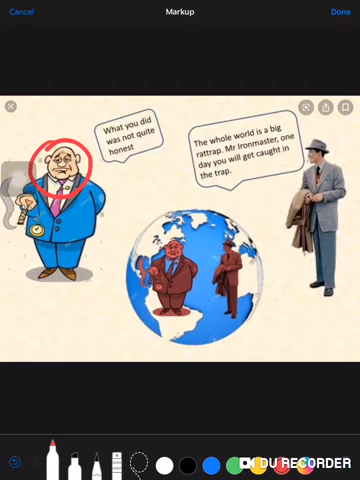 Cancel
Markup
Done
What you did
was not quite
honest
The whole world is a big
rattrap. Mr Ironmaster, one
day you will get caught in
the trap.
DU RECORDER